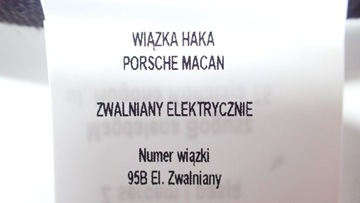 WIĄZKA HAKA
PORSCHE MACAN
ZWALNIANY ELEKTRYCZNIE
Numer wiązki
95B El. Zwalniany